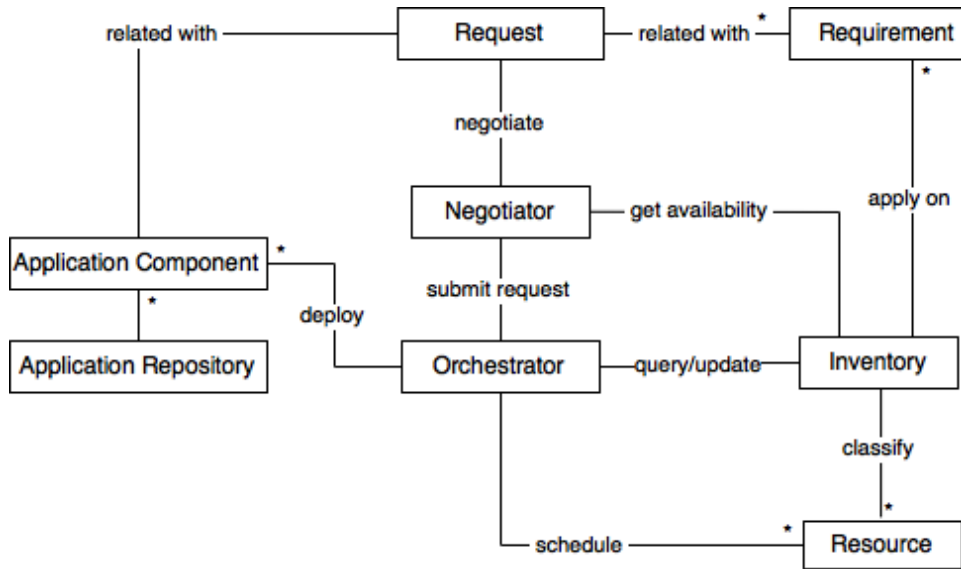 related with
Request
related with
*
Requirement
*
negotiate
Negotiator
get availability
apply on
Application Component
*
*
submit request
deploy
Application Repository
Orchestrator
query/update
Inventory
classify
*
schedule
*
Resource